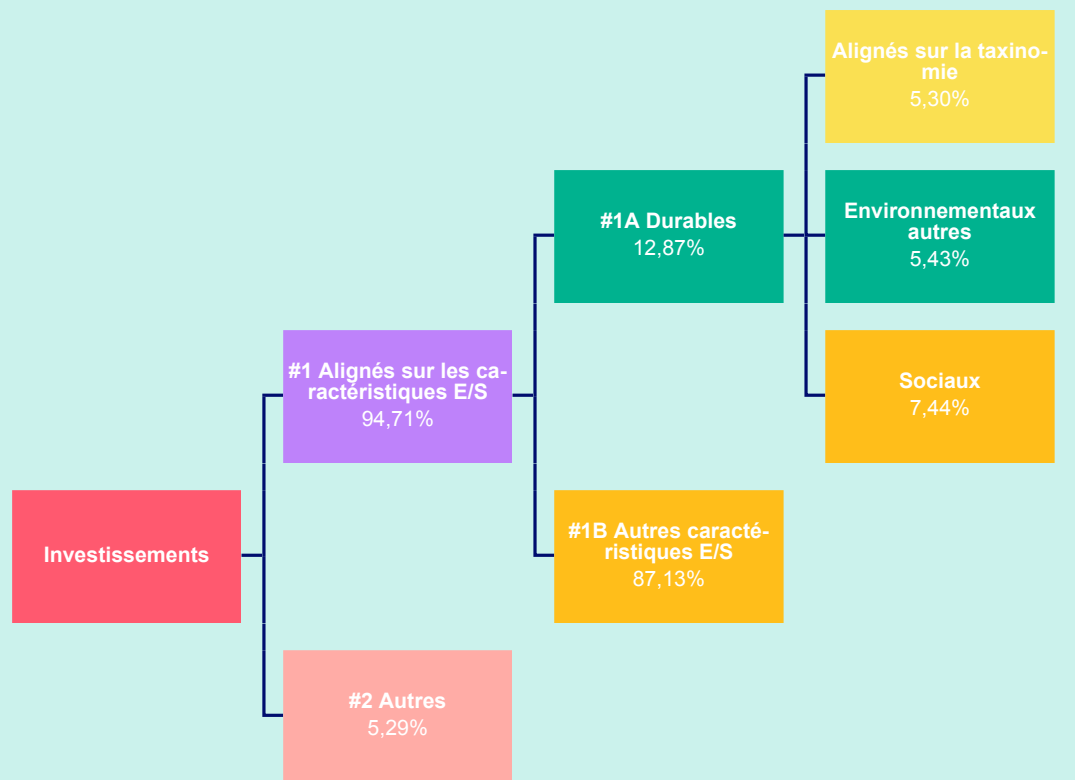 Investissements
#1 Alignés sur les ca-
ractéristiques E/S
94,71%
#2 Autres
5,29%
#1A Durables
12,87%
#1B Autres caracté-
ristiques E/S
87,13%
Alignés sur la taxino-
mie
5,30%
Environnementaux
autres
5,43%
Sociaux
7,44%